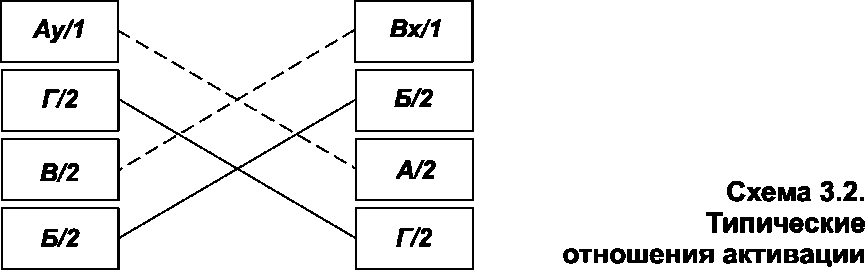 Ау/1
Вх/1
Г/2
Б/2
В/2
А/2
Б/2
Г/2
Схема 3.2.
Типические
отношения активации